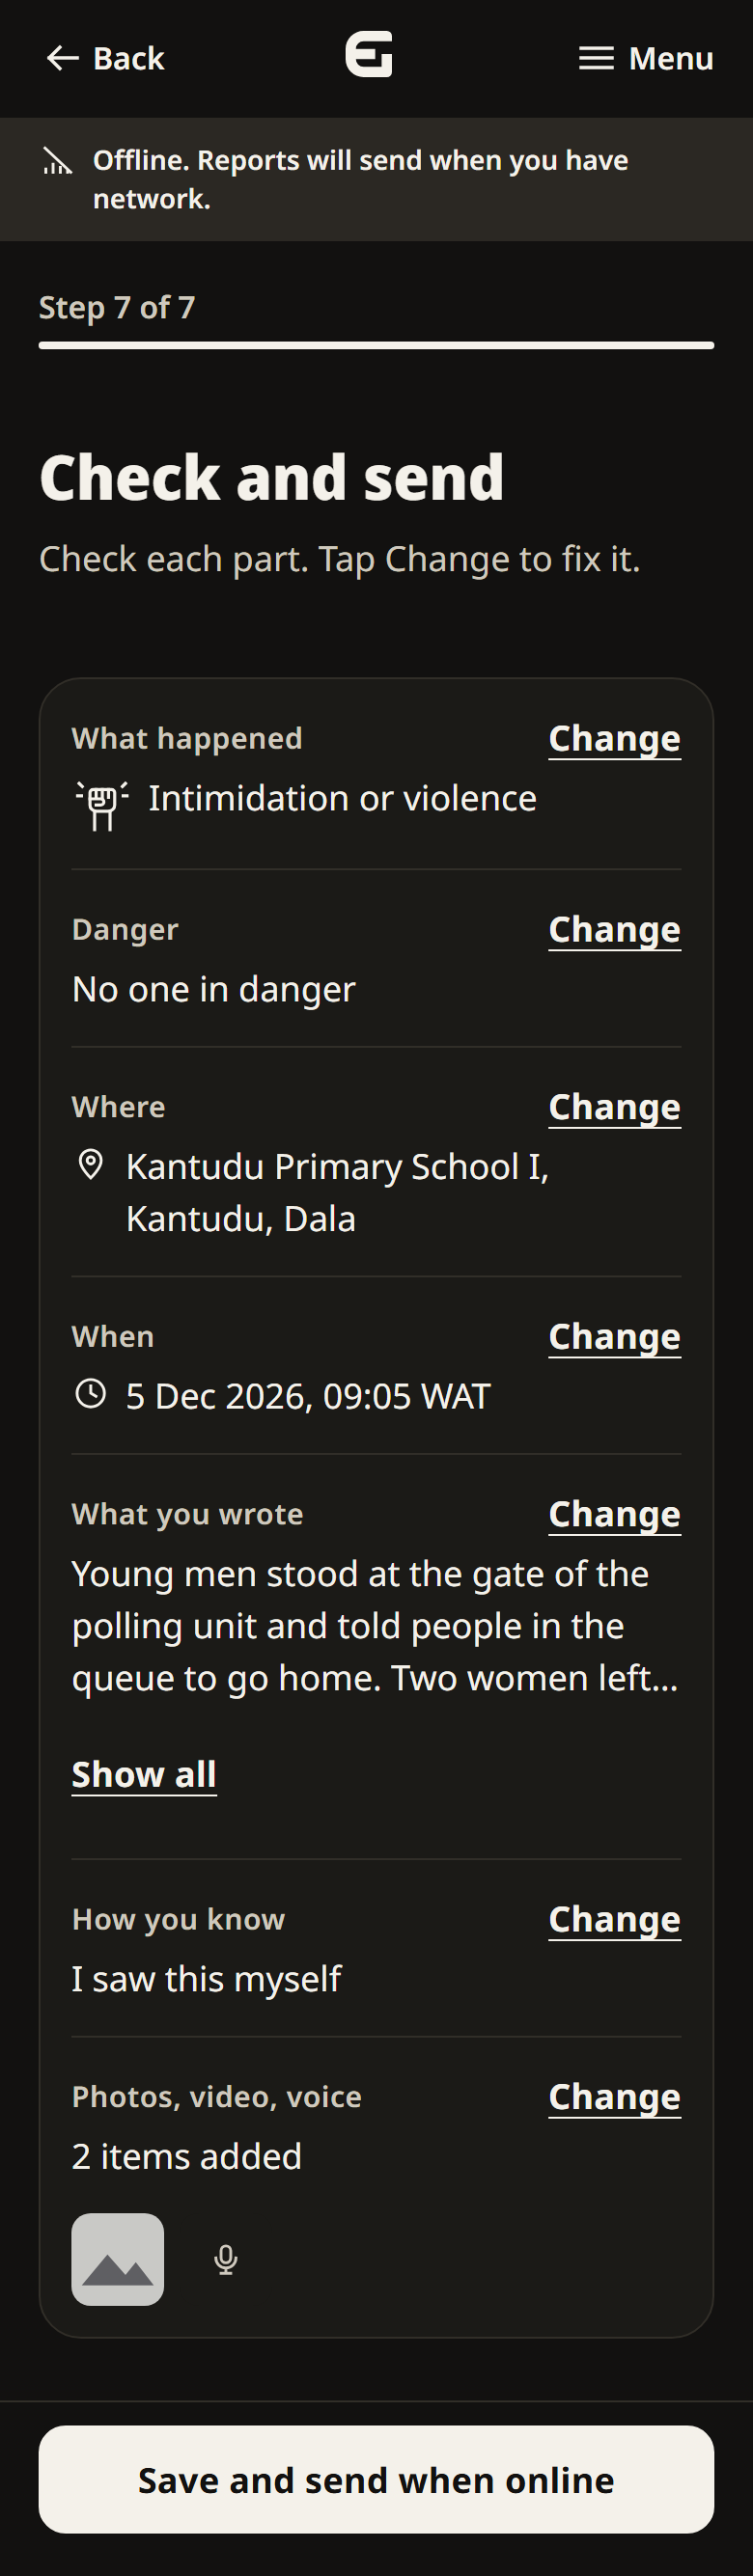 Back
Menu
Offline. Reports will send when you have
network.
Step 7 of 7
Check and send
Check each part. Tap Change to fix it.
What happened
Change
Intimidation or violence
Danger
Change
No one in danger
Where
Change
Kantudu Primary School I,
Kantudu, Dala
When
Change
5 Dec 2026, 09:05 WAT
What you wrote
Change
Young men stood at the gate of the
polling unit and told people in the
queue to go home. Two women left...
Show all
How you know
Change
I saw this myself
Photos, video, voice
Change
2 items added
Save and send when online